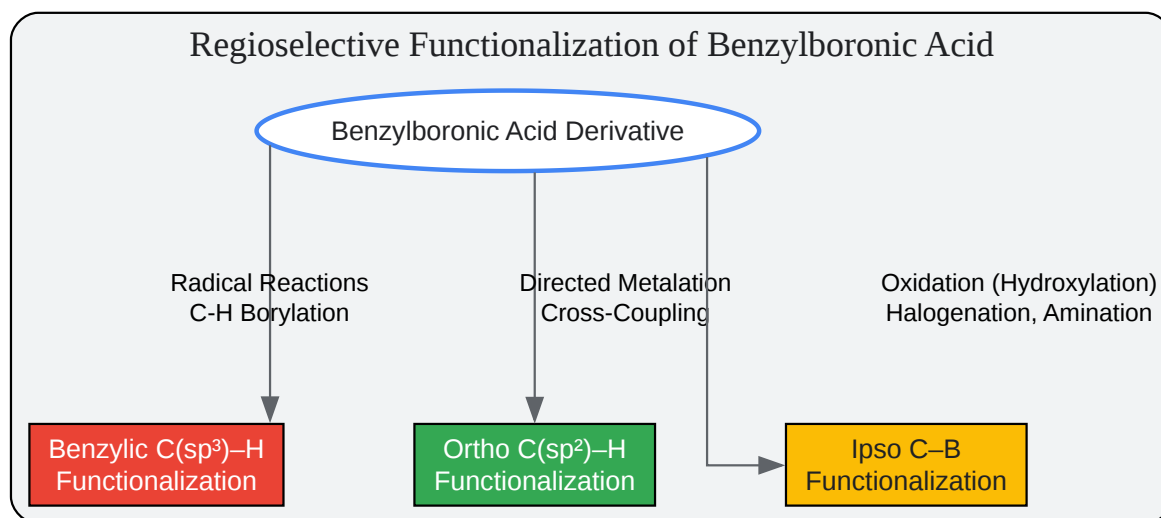 Regioselective Functionalization of Benzylboronic Acid
Benzylboronic Acid Derivative
Radical Reactions
C-H Borylation
Directed Metalation
Cross-Coupling
Oxidation (Hydroxylation)
Halogenation, Amination
Benzylic C(sp³)–H
Functionalization
Ortho C(sp²)–H
Functionalization
Ipso C–B
Functionalization